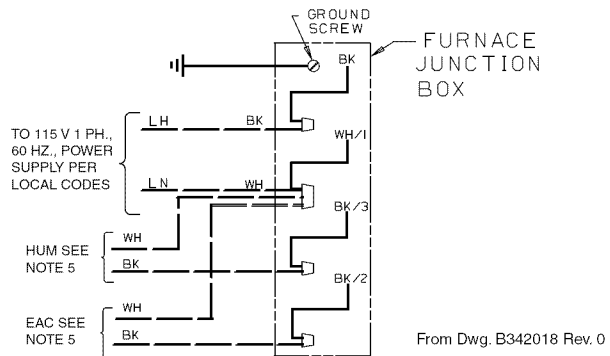 GROUND
SCREW
FURNACE
JUNCTION
BOX
BK
LH
BK
TO 115 V 1 PH.,
60 HZ., POWER
SUPPLY PER
LOCAL CODES
WH/1
LN
WH
BK/3
WH
HUM SEE
NOTE 5
BK
BK/2
WH
EAC SEE
NOTE 5
BK
From Dwg. B342018 Rev. 0